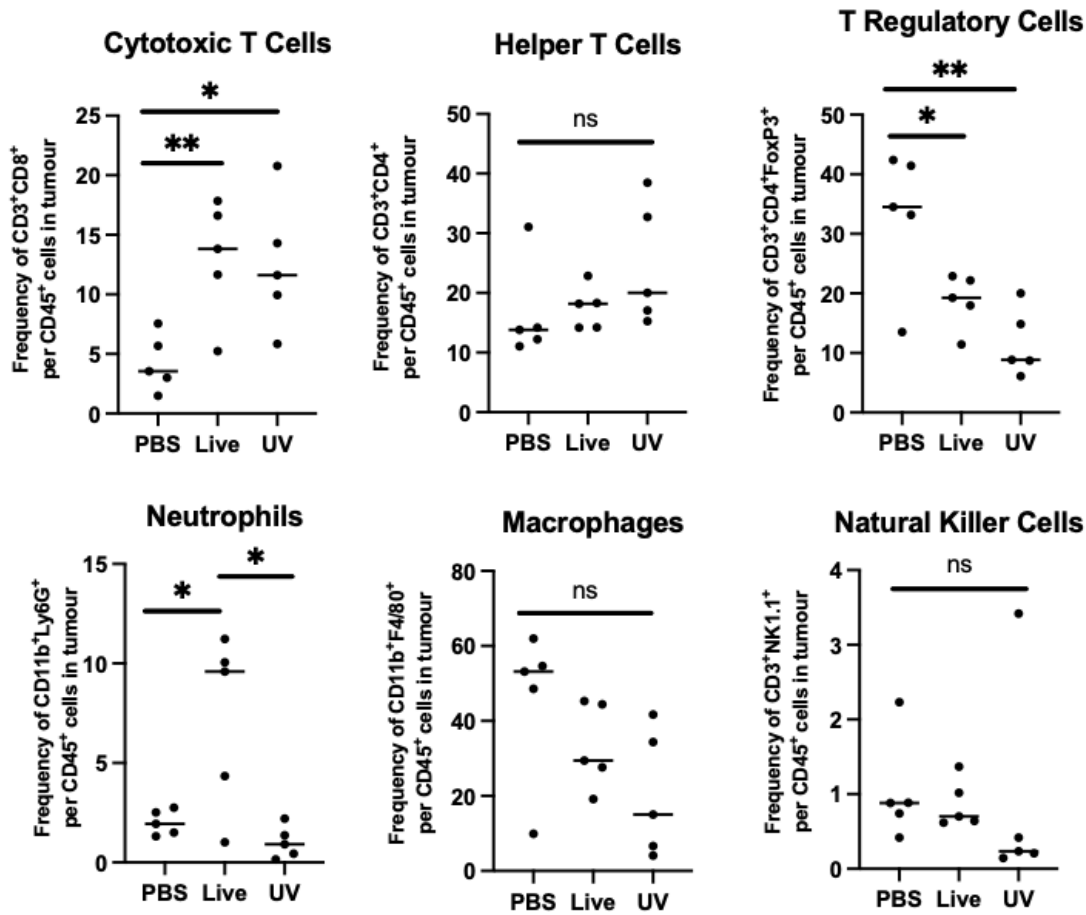 Cytotoxic T Cells
*
**
Frequency of CD3⁺CD8⁺
per CD45⁺ cells in tumour
25
20
15
10
5
0
PBS Live UV
Helper T Cells
ns
Frequency of CD3⁺CD4⁺
per CD45⁺ cells in tumour
50
40
30
20
10
0
PBS Live UV
T Regulatory Cells
**
*
Frequency of CD3⁺CD4⁺FoxP3⁺
per CD45⁺ cells in tumour
50
40
30
20
10
0
PBS Live UV
Neutrophils
*
*
Frequency of CD11b⁺Ly6G⁺
per CD45⁺ cells in tumour
15
10
5
0
PBS Live UV
Macrophages
ns
Frequency of CD11b⁺F4/80⁺
per CD45⁺ cells in tumour
80
60
40
20
0
PBS Live UV
Natural Killer Cells
ns
Frequency of CD3⁺NK1.1⁺
per CD45⁺ cells in tumour
4
3
2
1
0
PBS Live UV